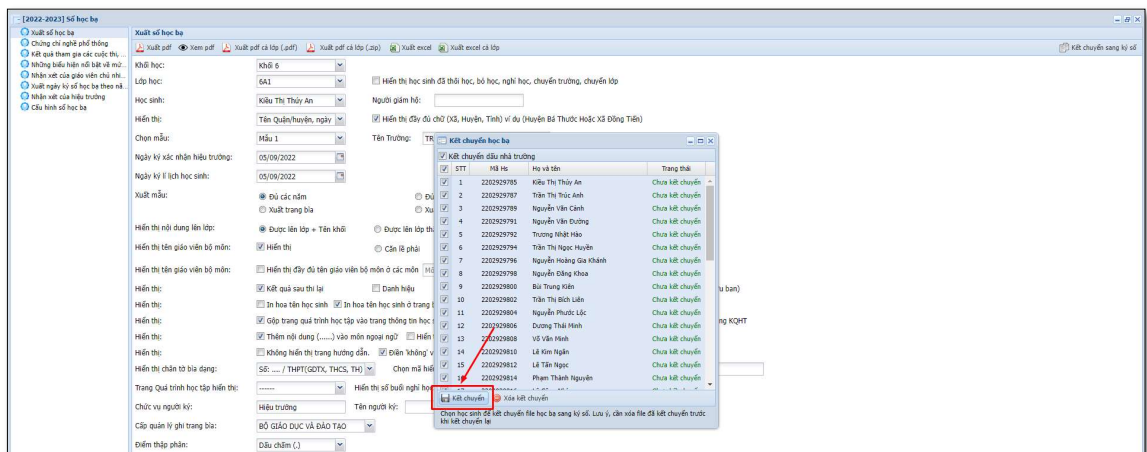 [2022-2023] Sổ học bạ
Xuất sổ học bạ
Chứng chỉ nghề phổ thông
Kết quả tham gia các cuộc thi, ...
Những biểu hiện nổi bật về mứ...
Nhận xét của giáo viên chủ nhi...
Xuất ngày ký sổ học bạ theo nă...
Nhận xét của hiệu trưởng
Cấu hình sổ học bạ
Xuất sổ học bạ
Xuất pdf Xem pdf Xuất pdf cả lớp (.pdf) Xuất pdf cả lớp (.zip) Xuất excel Xuất excel cả lớp Kết chuyển sang ký số
Khối học: Khối 6
Lớp học: 6A1 Hiển thị học sinh đã thôi học, bỏ học, nghỉ học, chuyển trường, chuyển lớp
Học sinh: Kiều Thị Thúy An Người giám hộ:
Hiển thị: Tên Quận/huyện, ngày Hiển thị đầy đủ chữ (Xã, Huyện, Tỉnh) ví dụ (Huyện Bá Thước Hoặc Xã Đồng Tiến)
Chọn mẫu: Mẫu 1 Tên Trường: TR
Ngày ký xác nhận hiệu trưởng: 05/09/2022
Ngày ký lí lịch học sinh: 05/09/2022
Xuất mẫu: Đủ các năm Đủ
Xuất trang bìa Xu
Hiển thị nội dung lên lớp: Được lên lớp + Tên khối Được lên lớp th
Hiển thị tên giáo viên bộ môn: Hiển thị Căn lề phải
Hiển thị tên giáo viên bộ môn: Hiển thị đầy đủ tên giáo viên bộ môn ở các môn Mô
Hiển thị: Kết quả sau thi lại Danh hiệu
Hiển thị: In hoa tên học sinh In hoa tên học sinh ở trang b
Hiển thị: Gộp trang quá trình học tập vào trang thông tin học s ng KQHT
Hiển thị: Thêm nội dung (......) vào môn ngoại ngữ Hiển t
Hiển thị: Không hiển thị trang hướng dẫn. Điền 'không' v
Hiển thị chân tờ bìa dạng: Số: .... / THPT(GDTX, THCS, TH) Chọn mã hiể
Trang Quá trình học tập hiển thị: ------ Hiển thị số buổi nghỉ học
Chức vụ người ký: Hiệu trưởng Tên người ký:
Cấp quản lý ghi trang bìa: BỘ GIÁO DỤC VÀ ĐÀO TẠO
Điểm thập phân: Dấu chấm (.)
Kết chuyển học bạ
Kết chuyển dấu nhà trường
STT Mã Hs Họ và tên Trạng thái
1 2202929785 Kiều Thị Thúy An Chưa kết chuyển
2 2202929787 Trần Thị Trúc Anh Chưa kết chuyển
3 2202929789 Nguyễn Văn Cảnh Chưa kết chuyển
4 2202929791 Nguyễn Văn Đường Chưa kết chuyển
5 2202929792 Trương Nhật Hào Chưa kết chuyển
6 2202929794 Trần Thị Ngọc Huyền Chưa kết chuyển
7 2202929796 Nguyễn Hoàng Gia Khánh Chưa kết chuyển
8 2202929798 Nguyễn Đăng Khoa Chưa kết chuyển
9 2202929800 Bùi Trung Kiên Chưa kết chuyển
10 2202929802 Trần Thị Bích Liên Chưa kết chuyển
11 2202929804 Nguyễn Phước Lộc Chưa kết chuyển
12 2202929806 Dương Thái Minh Chưa kết chuyển
13 2202929808 Võ Văn Minh Chưa kết chuyển
14 2202929810 Lê Kim Ngân Chưa kết chuyển
15 2202929812 Lê Tấn Ngọc Chưa kết chuyển
2202929814 Phạm Thành Nguyên Chưa kết chuyển
Kết chuyển Xóa kết chuyển
Chọn học sinh để kết chuyển file học bạ sang ký số. Lưu ý, cần xóa file đã kết chuyển trước
khi kết chuyển lại